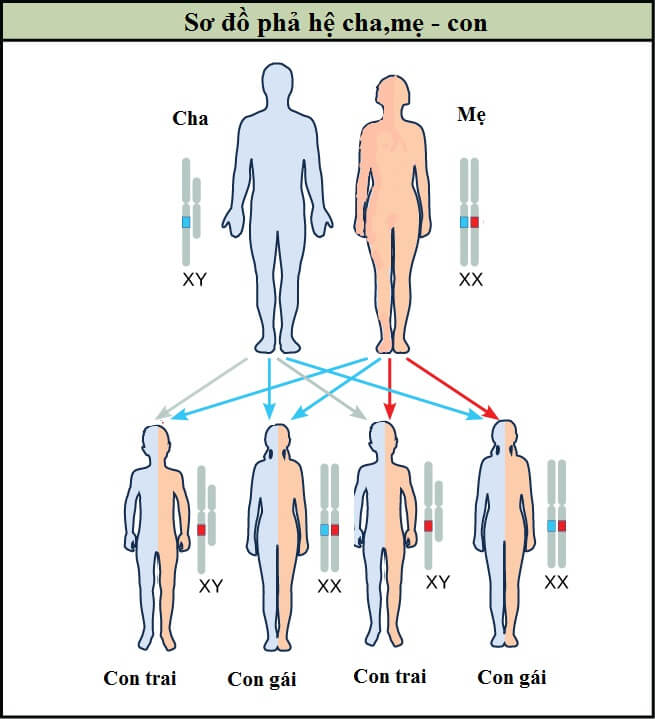 Sơ đồ phả hệ cha,mẹ - con
Cha
Mẹ
XY
XX
XY
XX
XY
XX
Con trai
Con gái
Con trai
Con gái